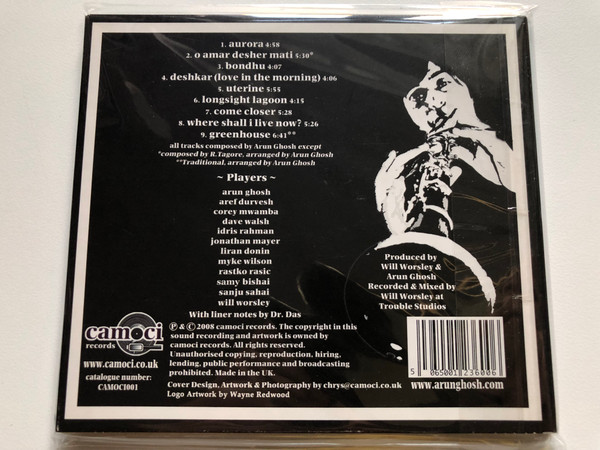 1. aurora 4:58
2. o amar desher mati 5:30*
3. bondhu 4:07
4. deshkar (love in the morning) 4:06
5. uterine 5:55
6. longsight lagoon 4:15
7. come closer 5:28
8. where shall i live now? 5:26
9. greenhouse 6:41**
all tracks composed by Arun Ghosh except
*composed by R.Tagore, arranged by Arun Ghosh
**Traditional, arranged by Arun Ghosh
~ Players ~
arun ghosh
aref durvesh
corey mwamba
dave walsh
idris rahman
jonathan mayer
liran donin
myke wilson
rastko rasic
samy bishai
sanju sahai
will worsley
With liner notes by Dr. Das
Produced by
Will Worsley &
Arun Ghosh
Recorded & Mixed by
Will Worsley at
Trouble Studios
camoci
records
www.camoci.co.uk
catalogue number:
CAMOCI001
℗ & © 2008 camoci records. The copyright in this
sound recording and artwork is owned by
camoci records. All rights reserved.
Unauthorised copying, reproduction, hiring,
lending, public performance and broadcasting
prohibited. Made in the UK.
Cover Design, Artwork & Photography by chrys@camoci.co.uk
Logo Artwork by Wayne Redwood
5 065001 236006
www.arunghosh.com